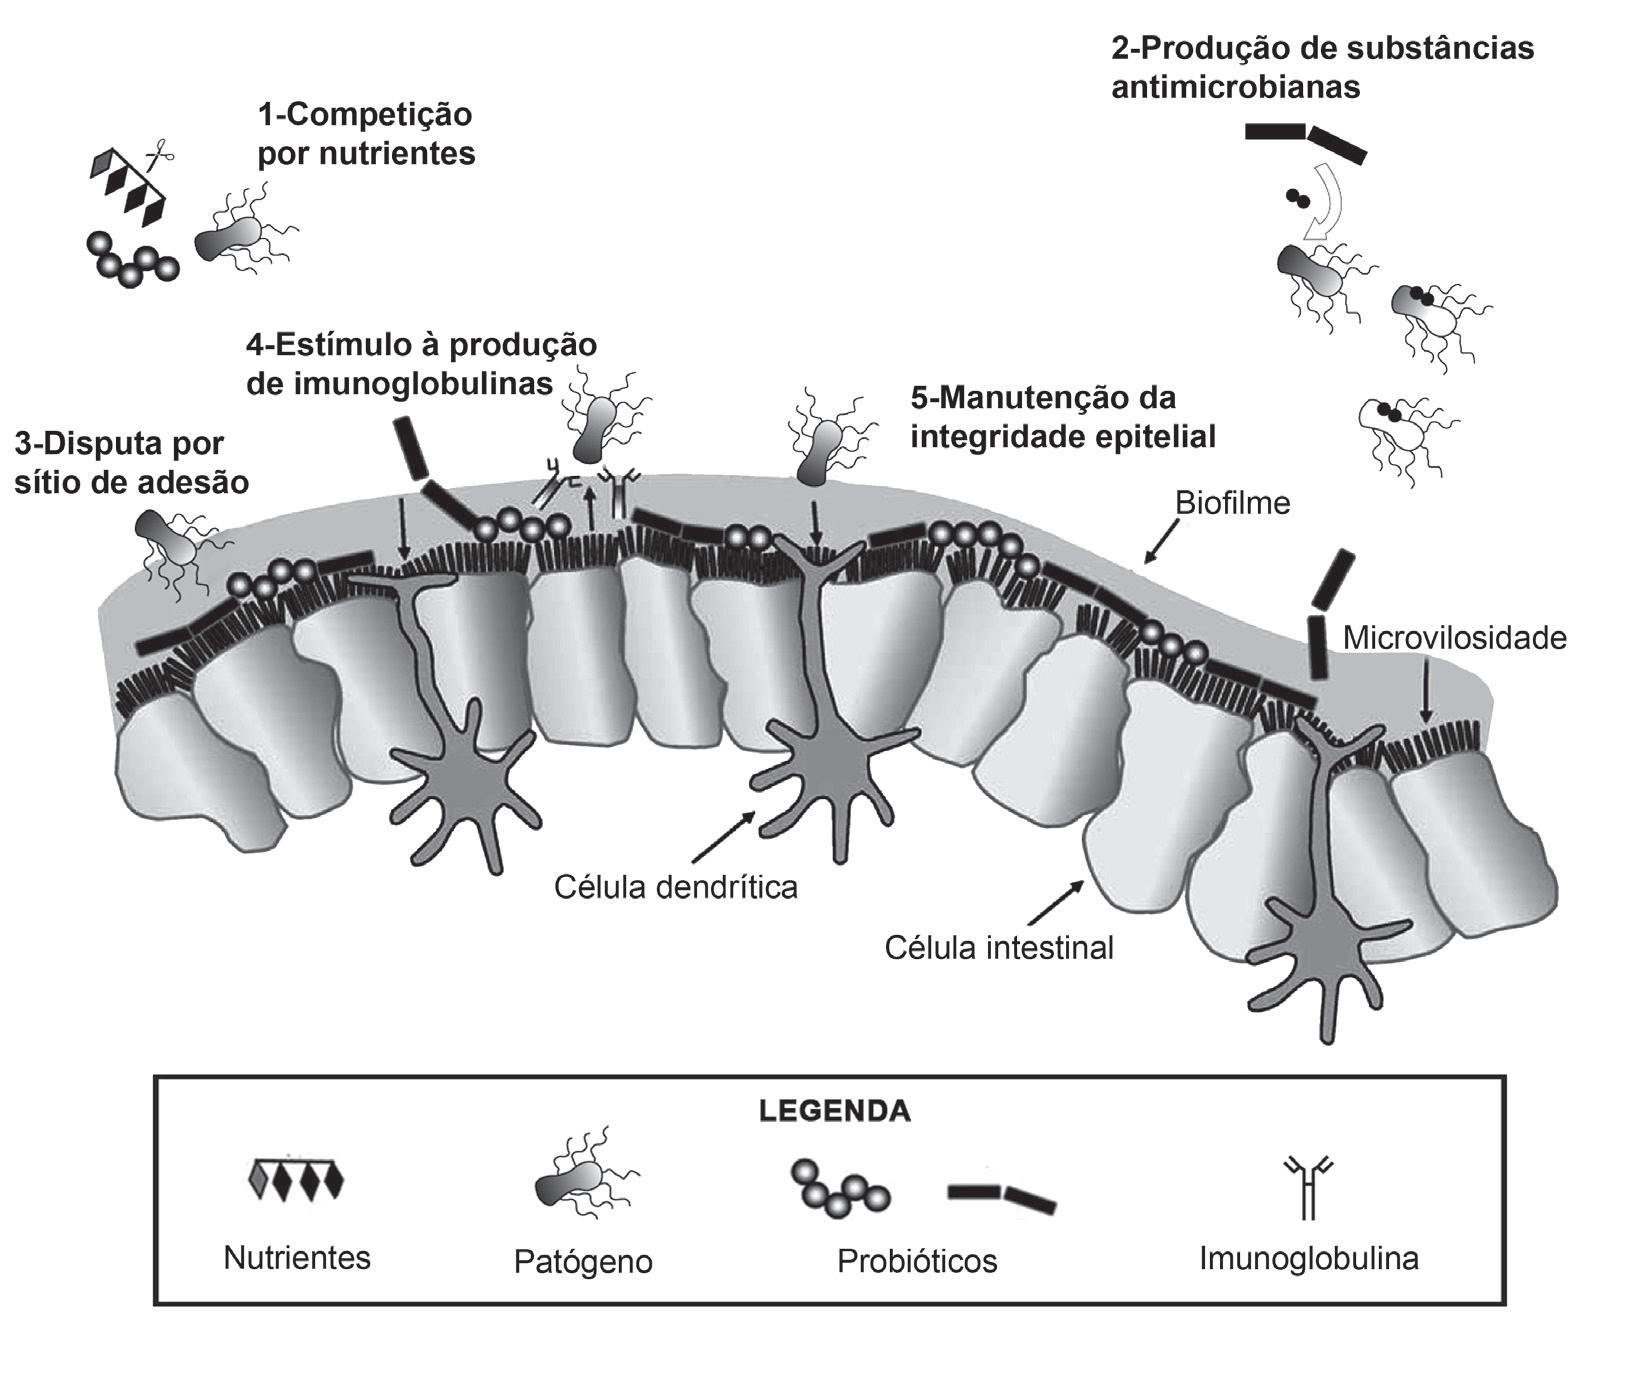 2-Produção de substâncias
antimicrobianas
1-Competição
por nutrientes
4-Estímulo à produção
de imunoglobulinas
5-Manutenção da
integridade epitelial
3-Disputa por
sítio de adesão
Biofilme
Microvilosidade
Célula dendrítica
Célula intestinal
LEGENDA
Nutrientes
Patógeno
Probióticos
Imunoglobulina